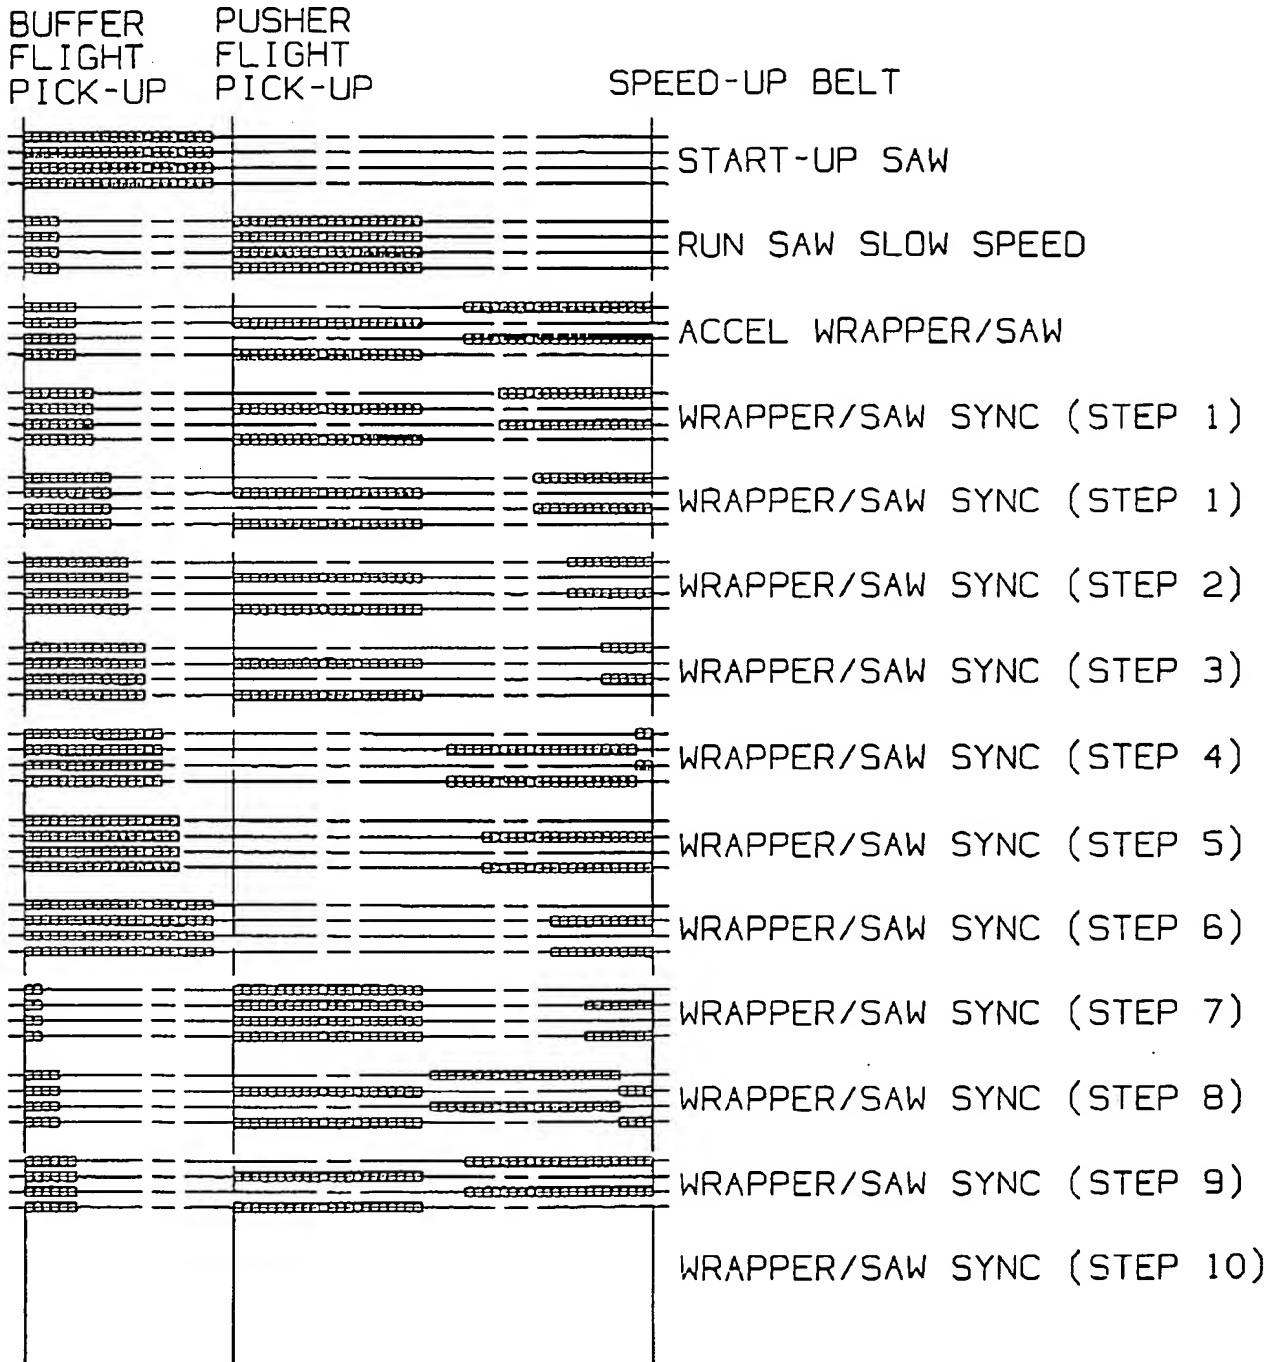 BUFFER
FLIGHT
PICK-UP
PUSHER
FLIGHT
PICK-UP
SPEED-UP BELT
START-UP SAW
RUN SAW SLOW SPEED
ACCEL WRAPPER/SAW
WRAPPER/SAW SYNC (STEP 1)
WRAPPER/SAW SYNC (STEP 1)
WRAPPER/SAW SYNC (STEP 2)
WRAPPER/SAW SYNC (STEP 3)
WRAPPER/SAW SYNC (STEP 4)
WRAPPER/SAW SYNC (STEP 5)
WRAPPER/SAW SYNC (STEP 6)
WRAPPER/SAW SYNC (STEP 7)
WRAPPER/SAW SYNC (STEP 8)
WRAPPER/SAW SYNC (STEP 9)
WRAPPER/SAW SYNC (STEP 10)